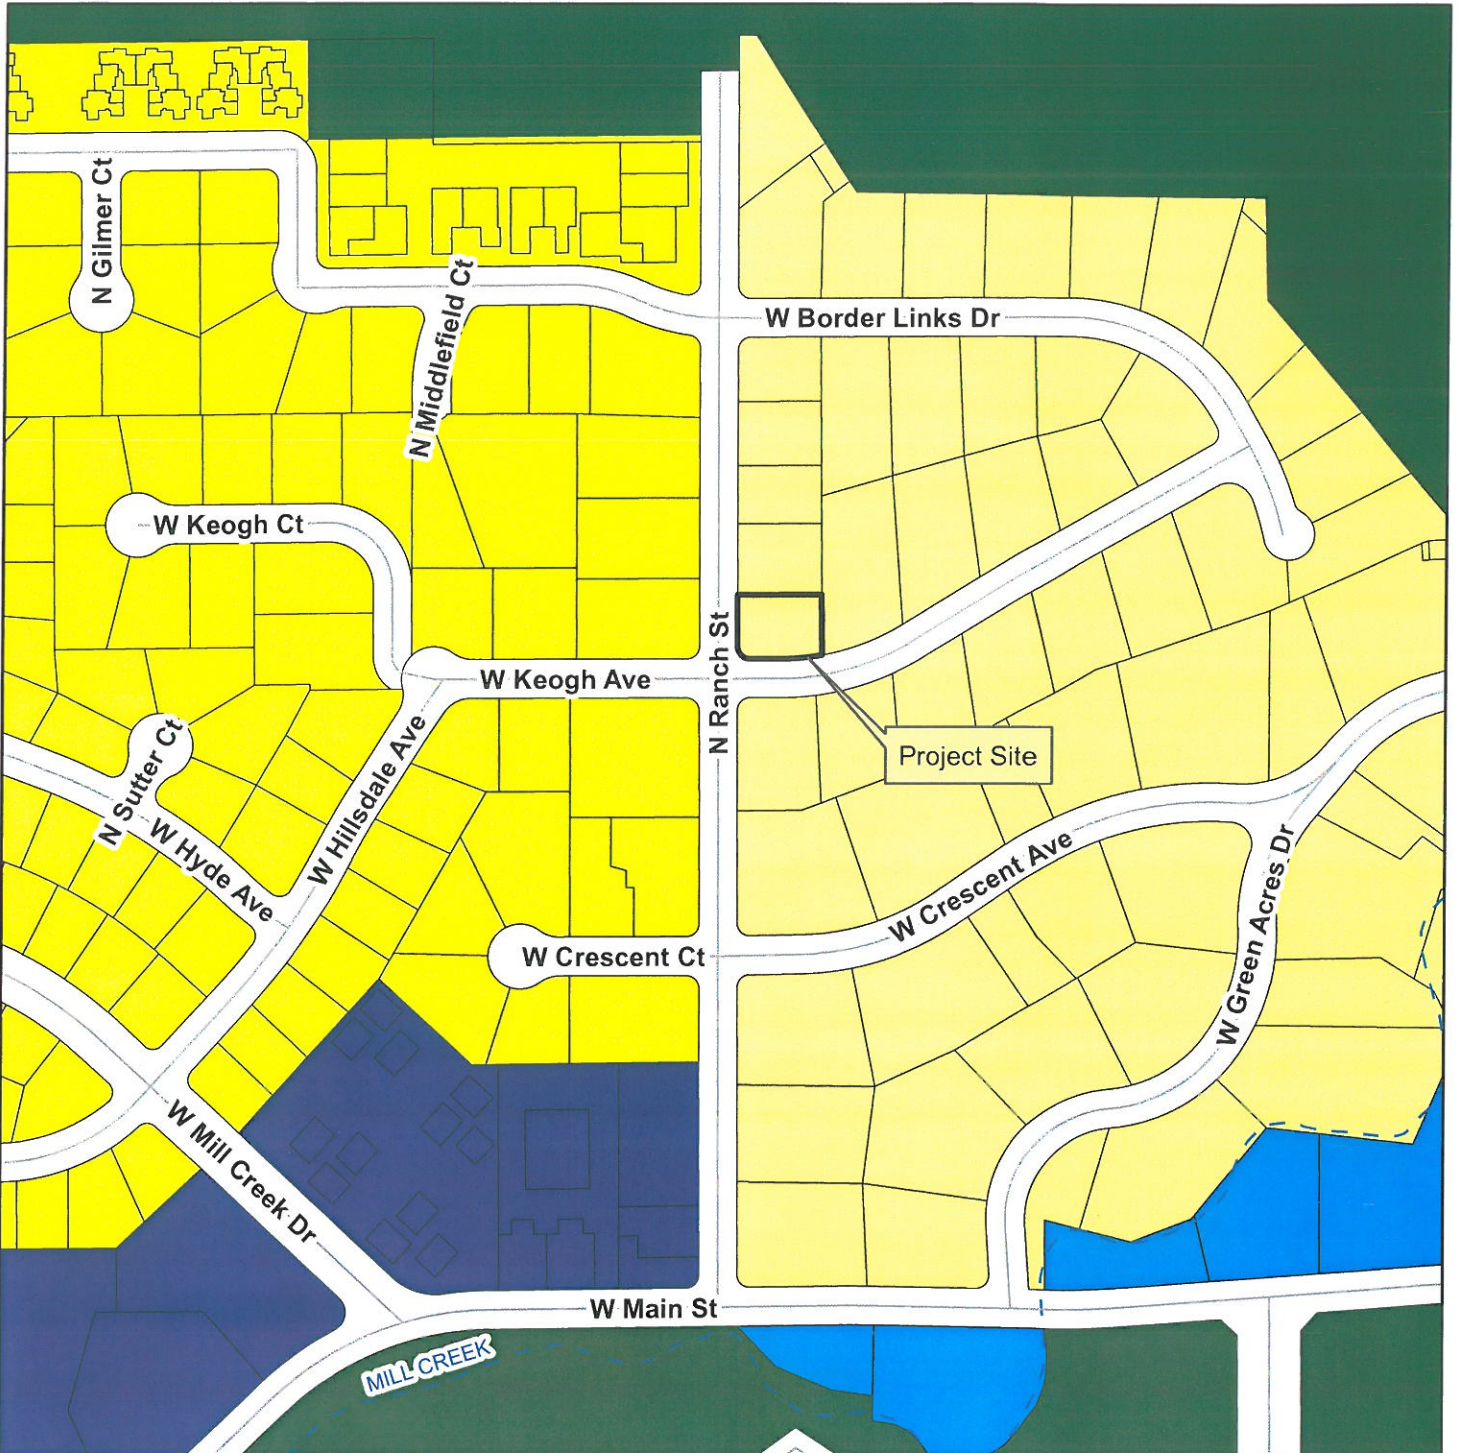 N Gilmer Ct
N Middlefield Ct
W Border Links Dr
W Keogh Ct
N Ranch St
W Keogh Ave
Project Site
N Sutter Ct
W Hyde Ave
W Hillsdale Ave
W Crescent Ave
W Green Acres Dr
W Crescent Ct
W Mill Creek Dr
W Main St
MILL CREEK